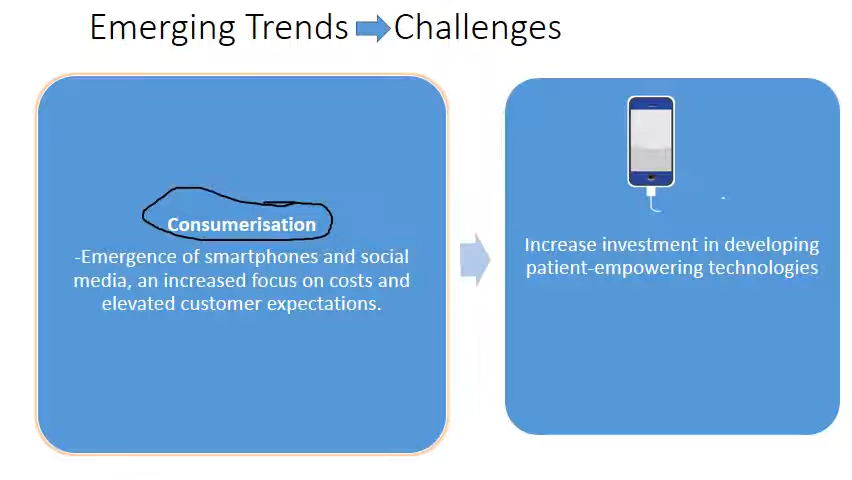 Emerging Trends Challenges
Consumerisation
-Emergence of smartphones and social
media, an increased focus on costs and
elevated customer expectations.
Increase investment in developing
patient-empowering technologies